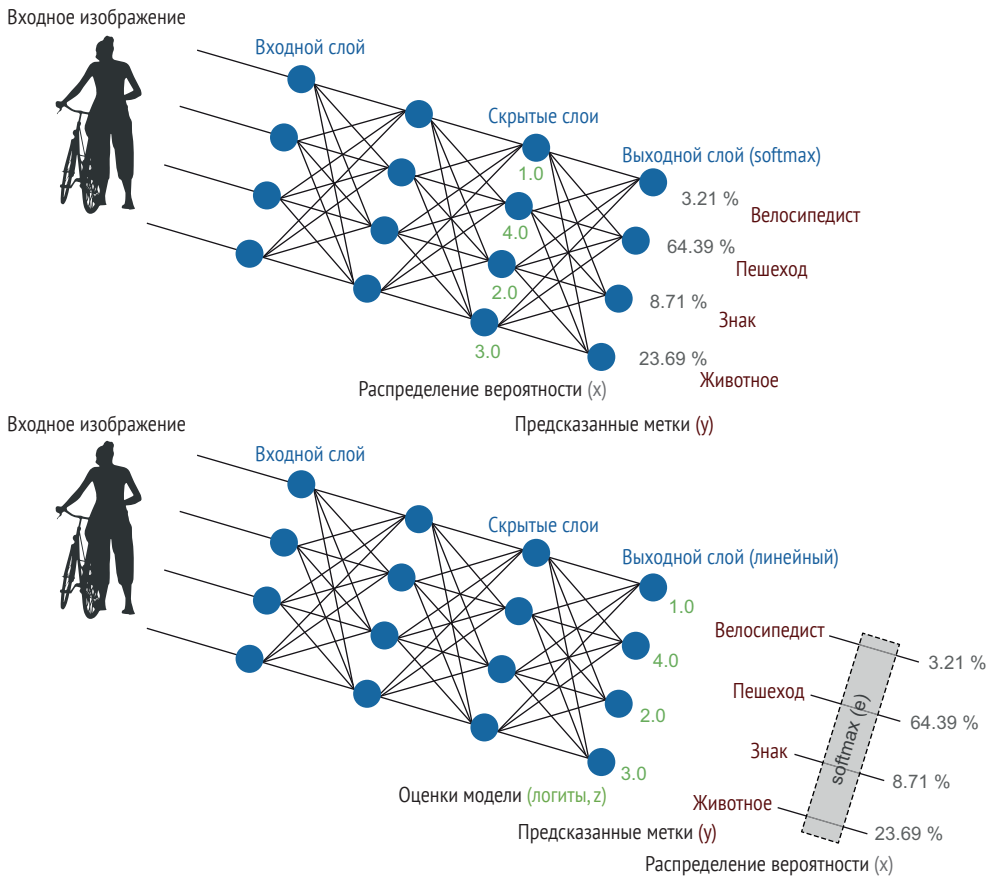 Входное изображение
Входной слой
Скрытые слои
1.0
Выходной слой (softmax)
3.21 %
Велосипедист
4.0
64.39 %
Пешеход
2.0
8.71 %
Знак
3.0
23.69 %
Животное
Распределение вероятности (x)
Предсказанные метки (y)
Входное изображение
Входной слой
Скрытые слои
Выходной слой (линейный)
1.0
4.0
2.0
3.0
Оценки модели (логиты, z)
Велосипедист
3.21 %
Пешеход
64.39 %
Знак
8.71 %
Животное
23.69 %
softmax (e)
Предсказанные метки (y)
Распределение вероятности (x)